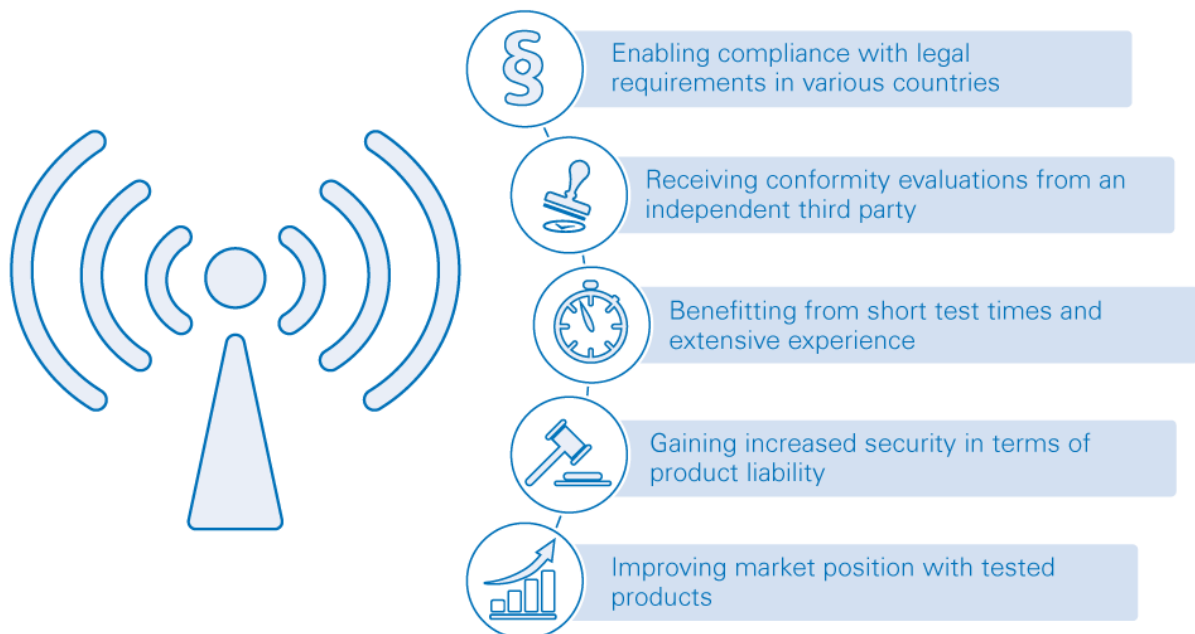 Enabling compliance with legal
requirements in various countries
Receiving conformity evaluations from an
independent third party
Benefitting from short test times and
extensive experience
Gaining increased security in terms of
product liability
Improving market position with tested
products